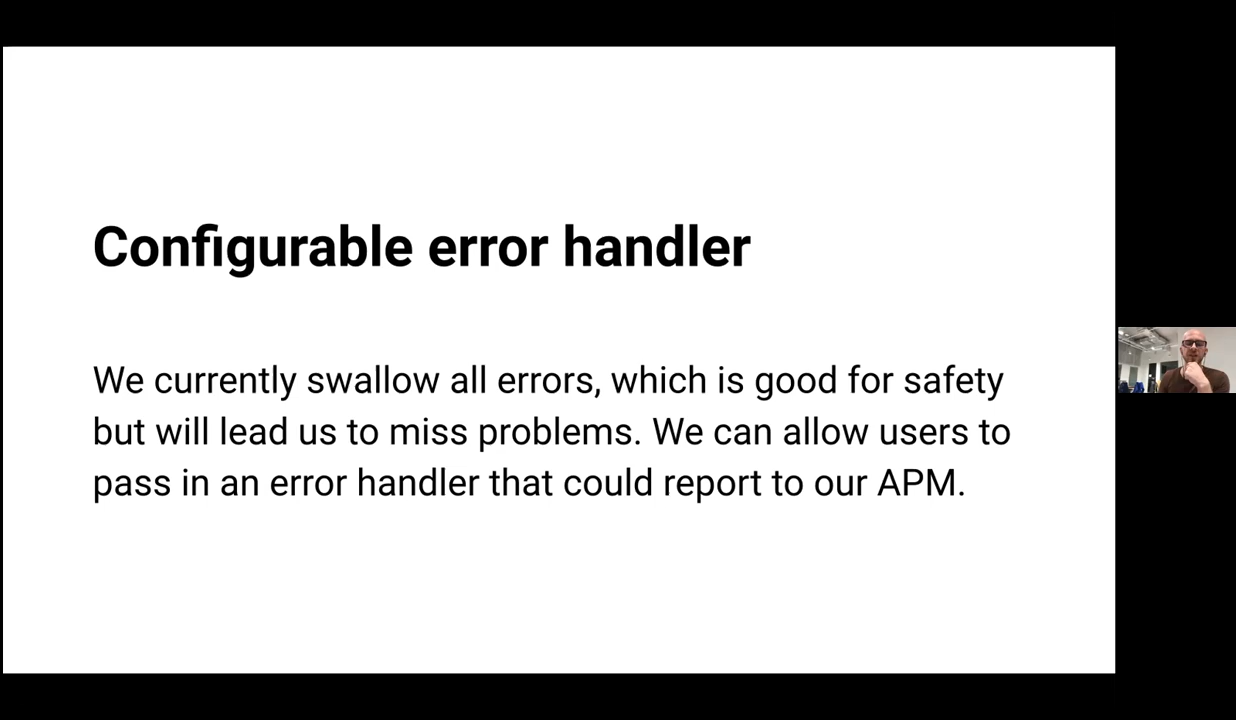 Configurable error handler
We currently swallow all errors, which is good for safety
but will lead us to miss problems. We can allow users to
pass in an error handler that could report to our APM.